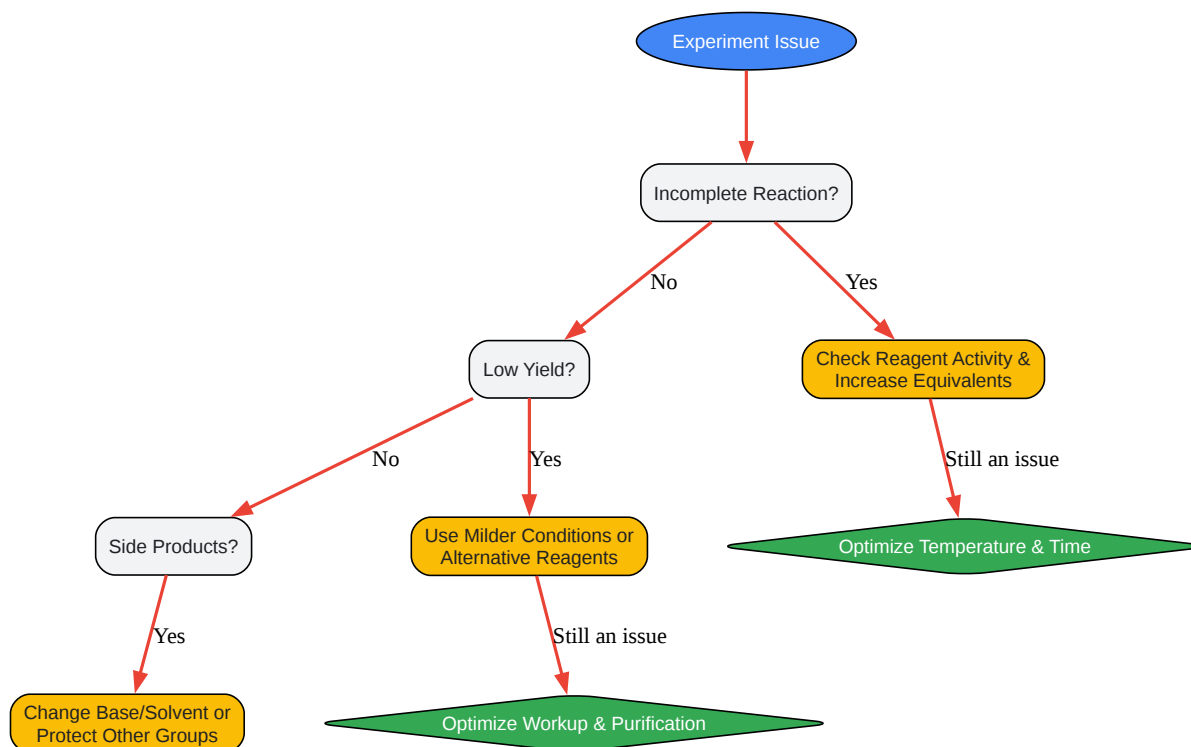 Experiment Issue
Incomplete Reaction?
No
Yes
Low Yield?
Check Reagent Activity &
Increase Equivalents
No
Yes
Still an issue
Side Products?
Use Milder Conditions or
Alternative Reagents
Optimize Temperature & Time
Yes
Still an issue
Change Base/Solvent or
Protect Other Groups
Optimize Workup & Purification